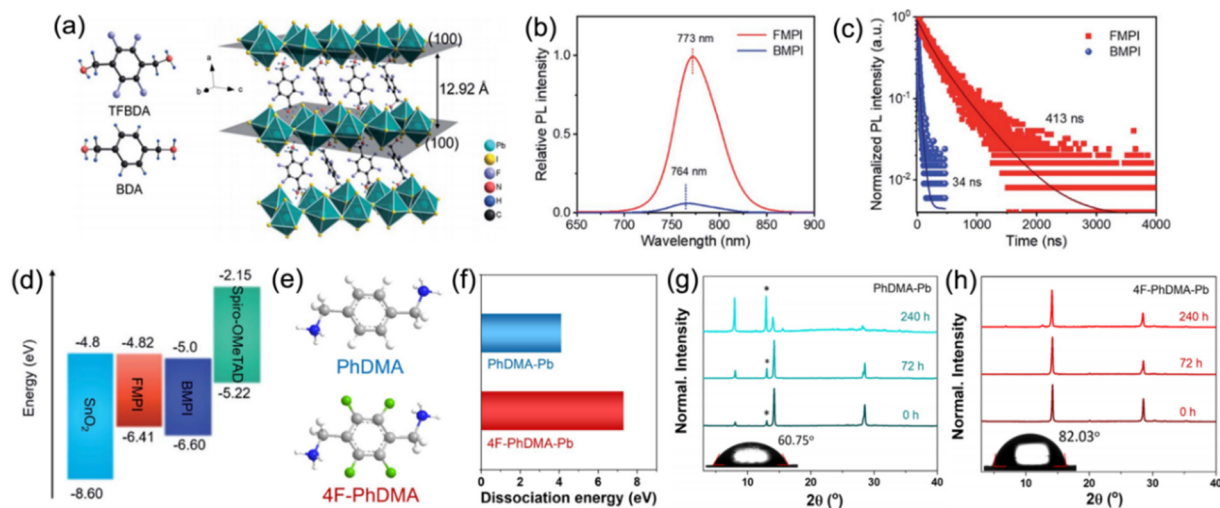 (a)
TFBDA
BDA
a
b
c
(100)
12.92 Å
(100)
Pb
I
F
N
H
C
(b)
Relative PL intensity
1.0
0.5
0.0
773 nm
764 nm
FMPI
BMPI
650 700 750 800 850 900
Wavelength (nm)
(c)
Normalized PL intensity (a.u.)
10⁰
10⁻¹
10⁻²
FMPI
BMPI
413 ns
34 ns
0 1000 2000 3000 4000
Time (ns)
(d)
Energy (eV)
-4.8
SnO₂
-8.60
-4.82
FMPI
-6.41
-5.0
BMPI
-6.60
-2.15
Spiro-OMeTAD
-5.22
(e)
PhDMA
4F-PhDMA
(f)
PhDMA-Pb
4F-PhDMA-Pb
0 2 4 6 8
Dissociation energy (eV)
(g)
Normal. Intensity
PhDMA-Pb
*
240 h
*
72 h
*
0 h
60.75°
10 20 30 40
2θ (°)
(h)
Normal. Intensity
4F-PhDMA-Pb
240 h
72 h
0 h
82.03°
10 20 30 40
2θ (°)